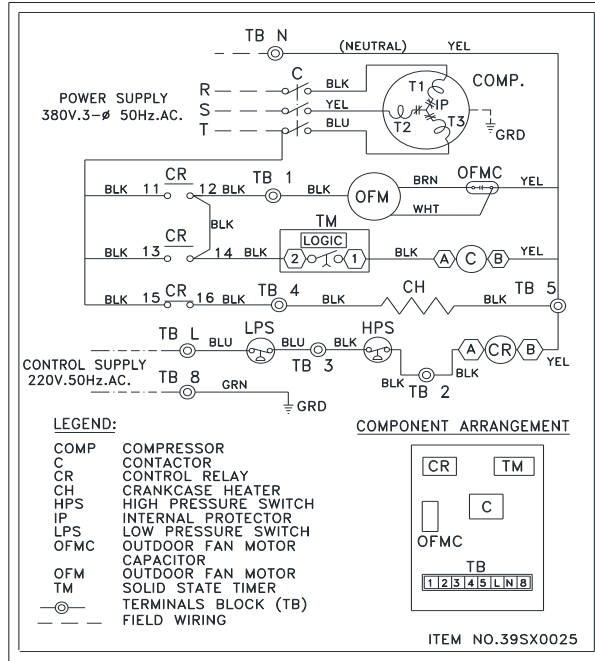 TB N (NEUTRAL) YEL
R C BLK T1 COMP.
POWER SUPPLY S YEL IP
380V.3-ø 50Hz.AC. T BLU T2 T3 GRD
CR TB 1 BRN OFMC
BLK 11 12 BLK BLK OFM YEL
WHT
BLK
CR TM
LOGIC
BLK 13 14 BLK 2 1 BLK A C B YEL
CR TB 4 CH TB 5
BLK 15 16 BLK BLK BLK
TB L LPS HPS
BLU BLU BLK A CR B
TB 3 YEL
CONTROL SUPPLY
220V.50Hz.AC. TB 8 BLK BLK
TB 2
GRN
GRD
LEGEND:
COMP COMPRESSOR
C CONTACTOR
CR CONTROL RELAY
CH CRANKCASE HEATER
HPS HIGH PRESSURE SWITCH
IP INTERNAL PROTECTOR
LPS LOW PRESSURE SWITCH
OFMC OUTDOOR FAN MOTOR
CAPACITOR
OFM OUTDOOR FAN MOTOR
TM SOLID STATE TIMER
TERMINALS BLOCK (TB)
FIELD WIRING
COMPONENT ARRANGEMENT
CR TM
C
OFMC
TB
1 2 3 4 5 L N 8
ITEM NO.39SX0025